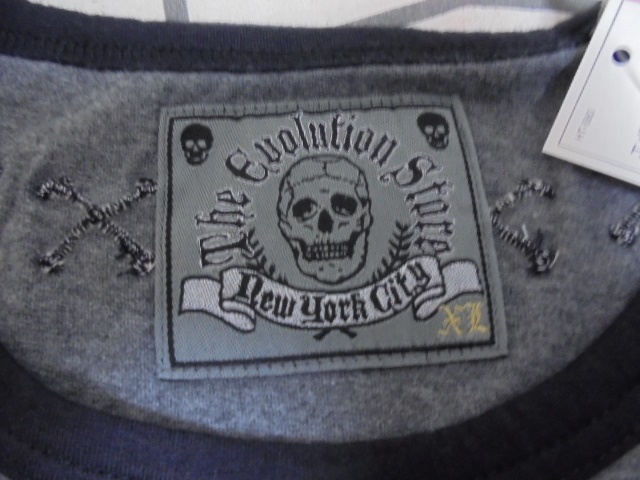 The Evolution Store
New York City
XL